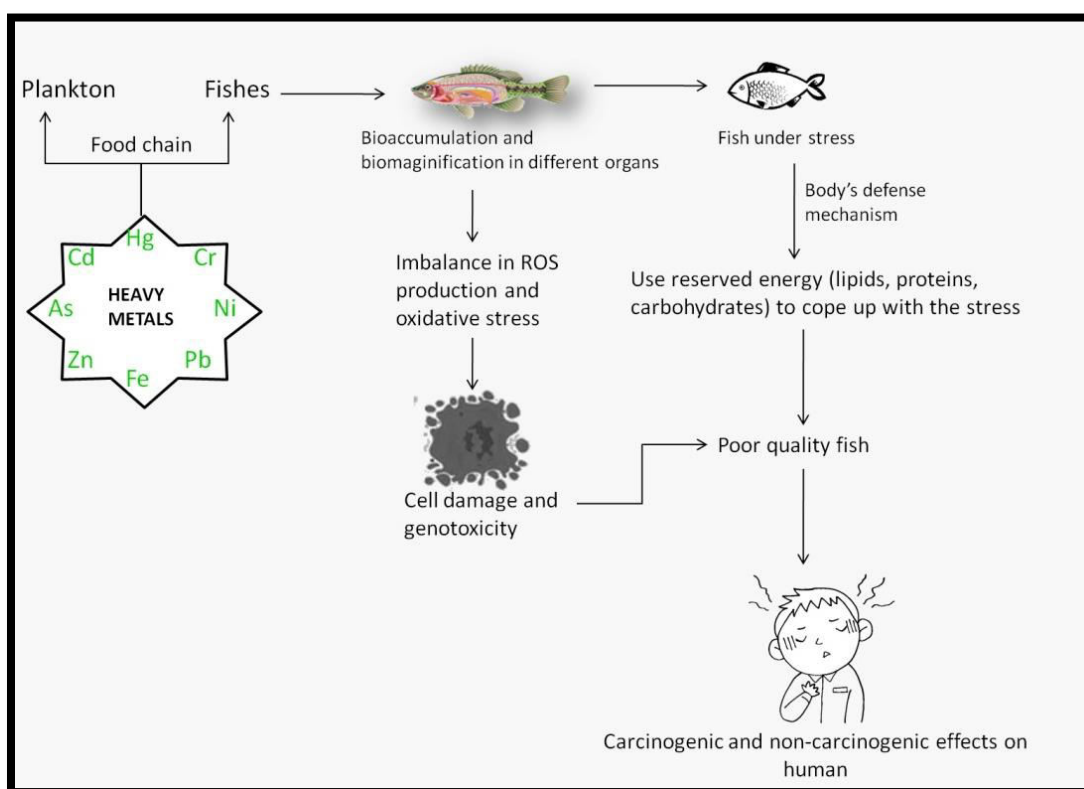 Plankton
Fishes
Food chain
Hg
Cd
Cr
As
HEAVY
METALS
Ni
Zn
Pb
Fe
Bioaccumulation and
biomaginification in different organs
Imbalance in ROS
production and
oxidative stress
Cell damage and
genotoxicity
Fish under stress
Body's defense
mechanism
Use reserved energy (lipids, proteins,
carbohydrates) to cope up with the stress
Poor quality fish
Carcinogenic and non-carcinogenic effects on
human